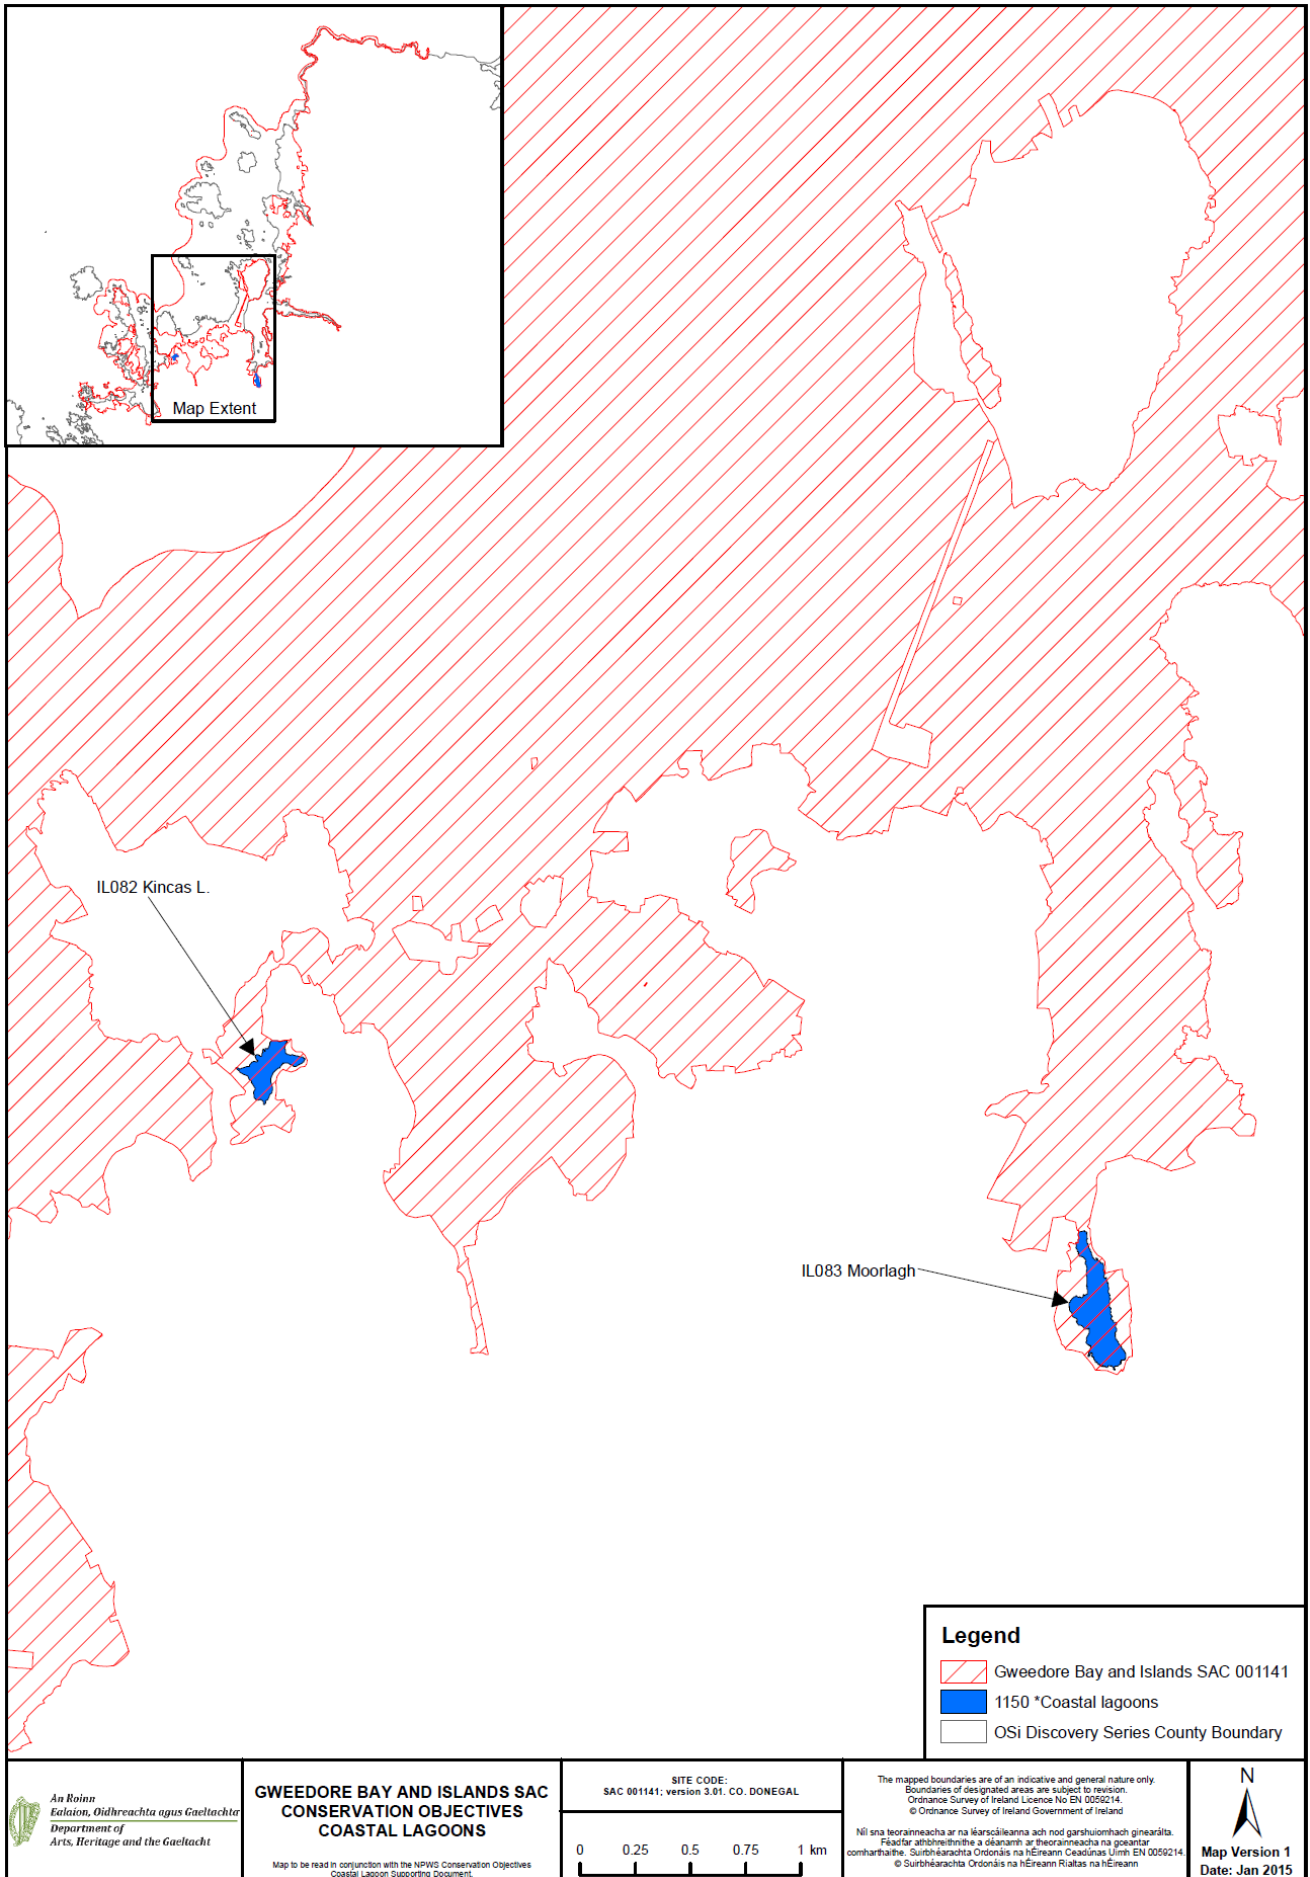 Map Extent
IL082 Kincas L.
IL083 Moorlagh
Legend
Gweedore Bay and Islands SAC 001141
1150 *Coastal lagoons
OSi Discovery Series County Boundary
An Roinn
Ealaíon, Oidhreachta agus Gaeltachta
Department of
Arts, Heritage and the Gaeltacht
GWEEDORE BAY AND ISLANDS SAC
CONSERVATION OBJECTIVES
COASTAL LAGOONS
Map to be read in conjunction with the NPWS Conservation Objectives
Coastal Lagoon Supporting Document.
SITE CODE:
SAC 001141; version 3.01. CO. DONEGAL
0 0.25 0.5 0.75 1 km
The mapped boundaries are of an indicative and general nature only.
Boundaries of designated areas are subject to revision.
Ordnance Survey of Ireland Licence No EN 0059214.
© Ordnance Survey of Ireland Government of Ireland
Níl sna teorainneacha ar na léarscáileanna ach nod garshuiomhach ginearálta.
Féadfar athbhreithnithe a déanamh ar theorainneacha na gceantar
comharthaithe. Suirbhéarachta Ordonáis na hÉireann Ceadúnas Uimh EN 0059214.
© Suirbhéarachta Ordonáis na hÉireann Rialtas na hÉireann
N
Map Version 1
Date: Jan 2015